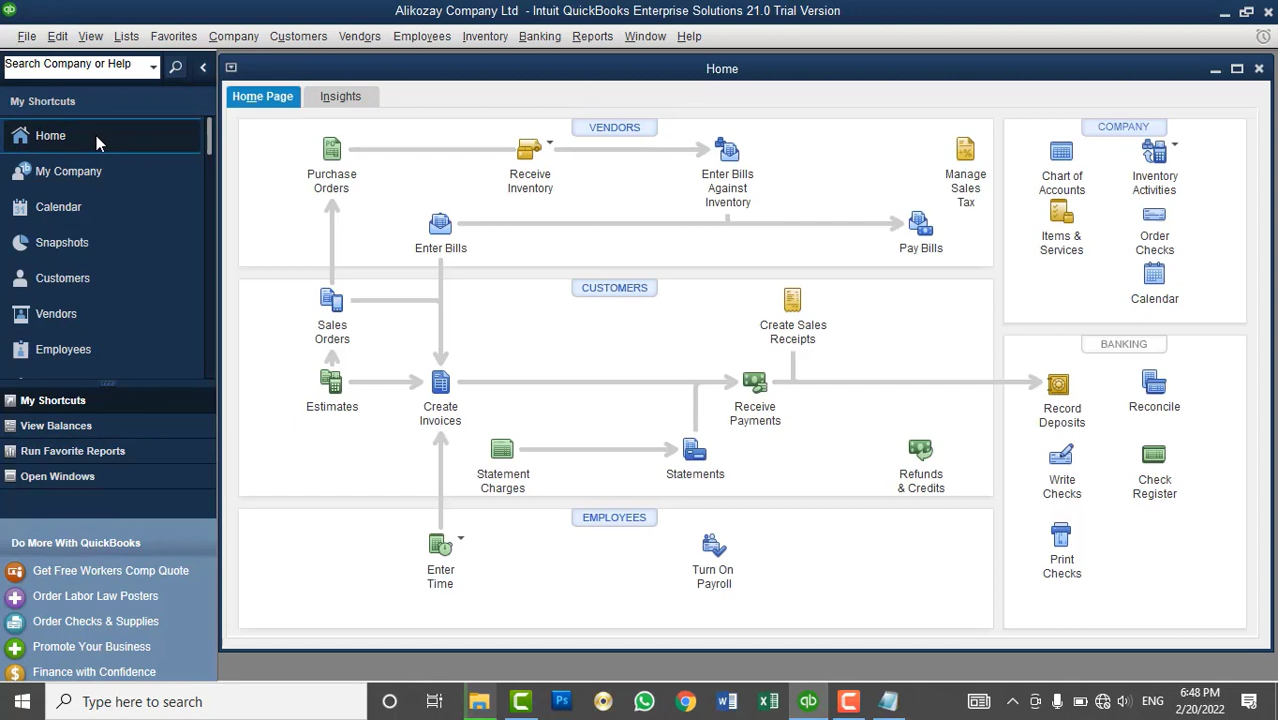 Alikozay Company Ltd - Intuit QuickBooks Enterprise Solutions 21.0 Trial Version
File Edit View Lists Favorites Company Customers Vendors Employees Inventory Banking Reports Window Help
Search Company or Help
My Shortcuts
Home
My Company
Calendar
Snapshots
Customers
Vendors
Employees
My Shortcuts
View Balances
Run Favorite Reports
Open Windows
Do More With QuickBooks
Get Free Workers Comp Quote
Order Labor Law Posters
Order Checks & Supplies
Promote Your Business
Finance with Confidence
Home
Home Page Insights
VENDORS
Purchase
Orders
Receive
Inventory
Enter Bills
Against
Inventory
Manage
Sales
Tax
Enter Bills
Pay Bills
CUSTOMERS
Sales
Orders
Create Sales
Receipts
Estimates
Create
Invoices
Receive
Payments
Statement
Charges
Statements
Refunds
& Credits
EMPLOYEES
Enter
Time
Turn On
Payroll
COMPANY
Chart of
Accounts
Inventory
Activities
Items &
Services
Order
Checks
Calendar
BANKING
Record
Deposits
Reconcile
Write
Checks
Check
Register
Print
Checks
Type here to search
ENG
6:48 PM
2/20/2022